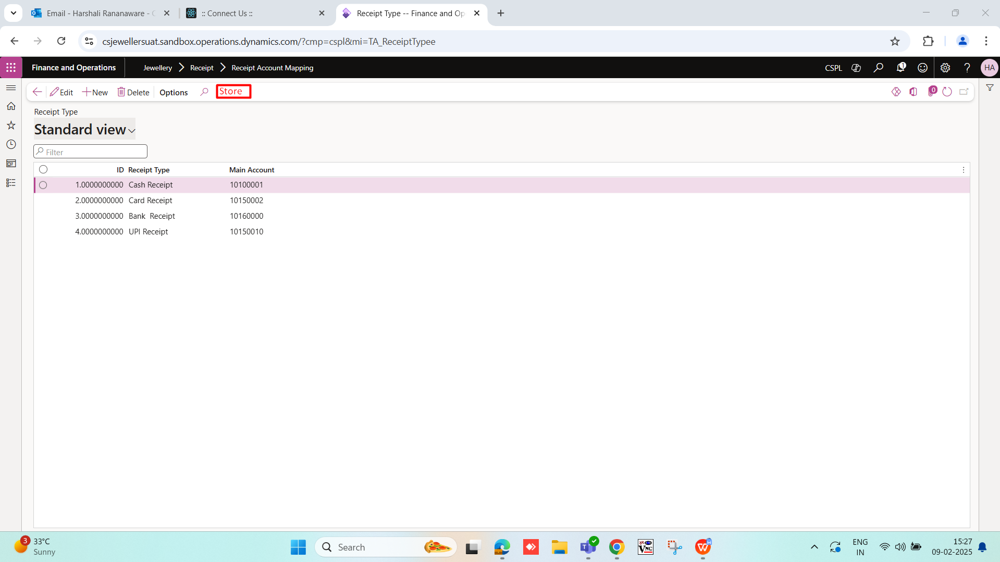 Email - Harshali Rananaware - C
:: Connect Us ::
Receipt Type -- Finance and Op
csjewellersuat.sandbox.operations.dynamics.com/?cmp=cspl&mi=TA_ReceiptTypee
Finance and Operations
Jewellery
Receipt
Receipt Account Mapping
CSPL
1
?
HA
Edit
New
Delete
Options
Store
0
Receipt Type
Standard view
Filter
ID Receipt Type Main Account
1.0000000000 Cash Receipt 10100001
2.0000000000 Card Receipt 10150002
3.0000000000 Bank  Receipt 10160000
4.0000000000 UPI Receipt 10150010
3
33°C
Sunny
Search
VNC
W
ENG
IN
15:27
09-02-2025